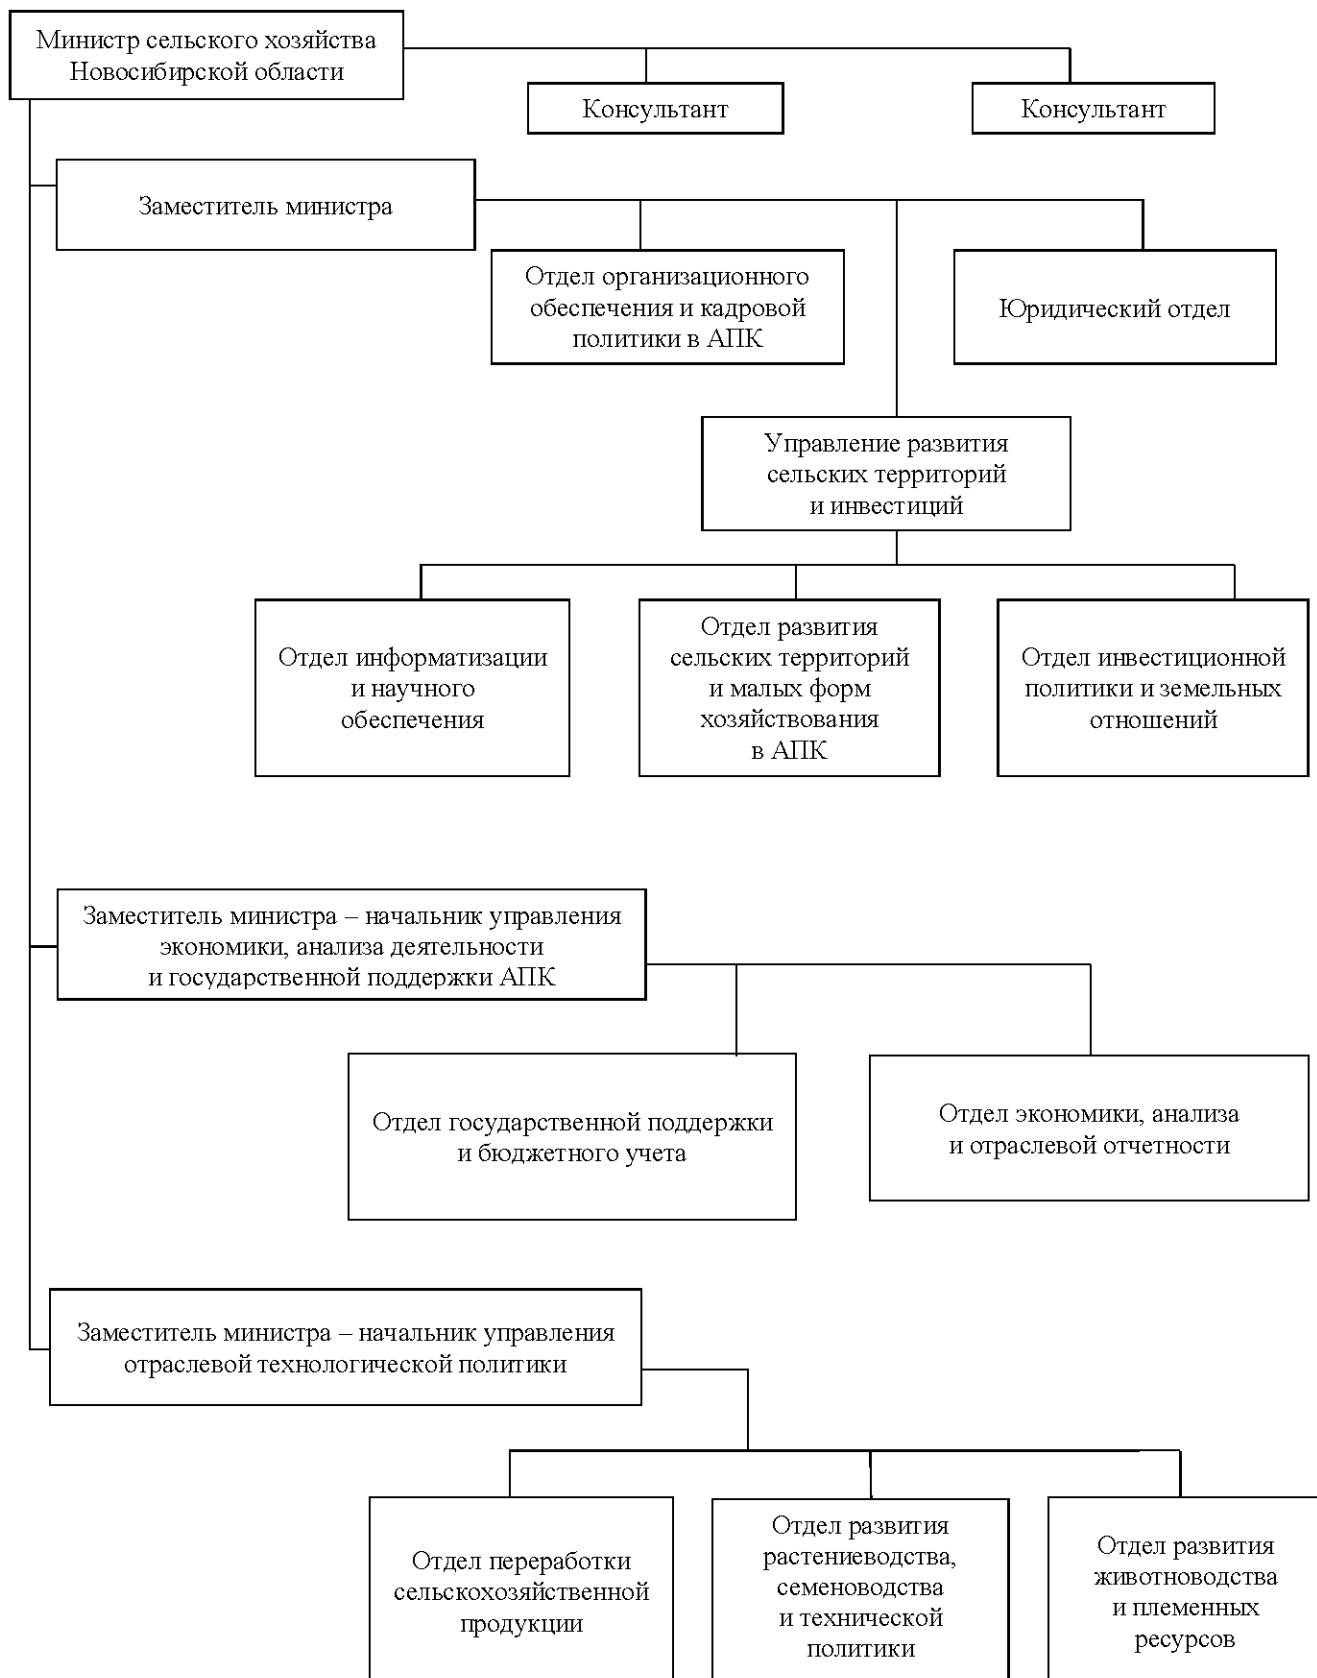 Министр сельского хозяйства
Новосибирской области
Консультант
Консультант
Заместитель министра
Отдел организационного
обеспечения и кадровой
политики в АПК
Юридический отдел
Управление развития
сельских территорий
и инвестиций
Отдел информатизации
и научного
обеспечения
Отдел развития
сельских территорий
и малых форм
хозяйствования
в АПК
Отдел инвестиционной
политики и земельных
отношений
Заместитель министра – начальник управления
экономики, анализа деятельности
и государственной поддержки АПК
Отдел государственной поддержки
и бюджетного учета
Отдел экономики, анализа
и отраслевой отчетности
Заместитель министра – начальник управления
отраслевой технологической политики
Отдел переработки
сельскохозяйственной
продукции
Отдел развития
растениеводства,
семеноводства
и технической
политики
Отдел развития
животноводства
и племенных
ресурсов